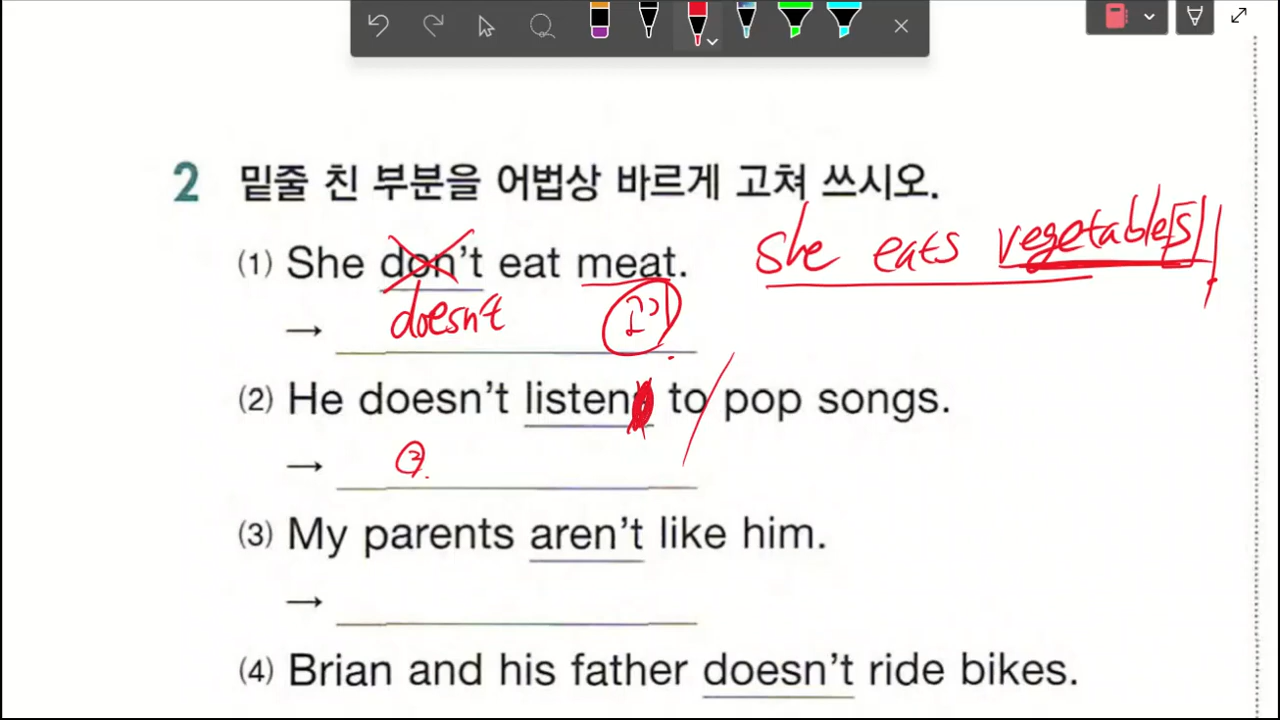 2 밑줄 친 부분을 어법상 바르게 고쳐 쓰시오.
she eats vegetable[s]
(1) She don't eat meat.
→ doesn't
(2) He doesn't listen to pop songs.
→
(3) My parents aren't like him.
→
(4) Brian and his father doesn't ride bikes.